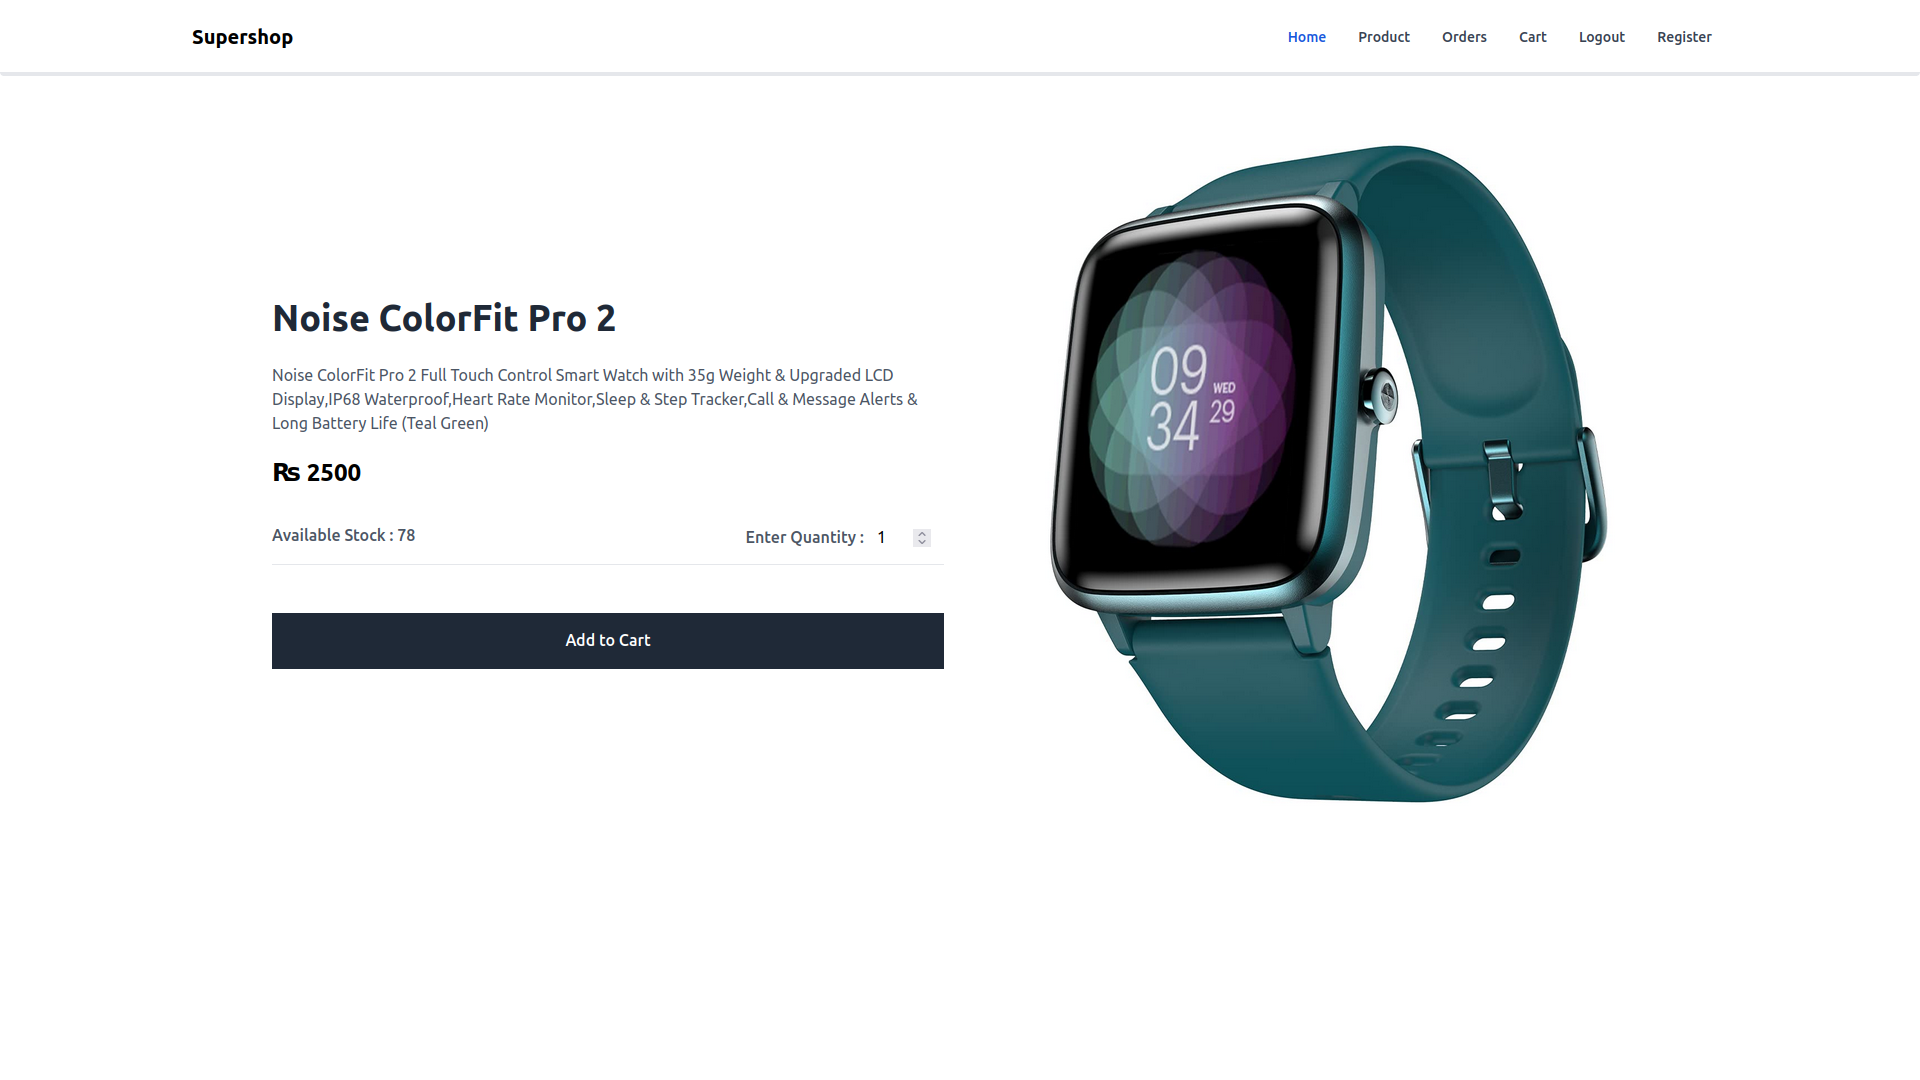 Supershop
Home
Product
Orders
Cart
Logout
Register
Noise ColorFit Pro 2
Noise ColorFit Pro 2 Full Touch Control Smart Watch with 35g Weight & Upgraded LCD
Display,IP68 Waterproof,Heart Rate Monitor,Sleep & Step Tracker,Call & Message Alerts &
Long Battery Life (Teal Green)
₨ 2500
Available Stock : 78
Enter Quantity : 1
Add to Cart
09
34
WED
29